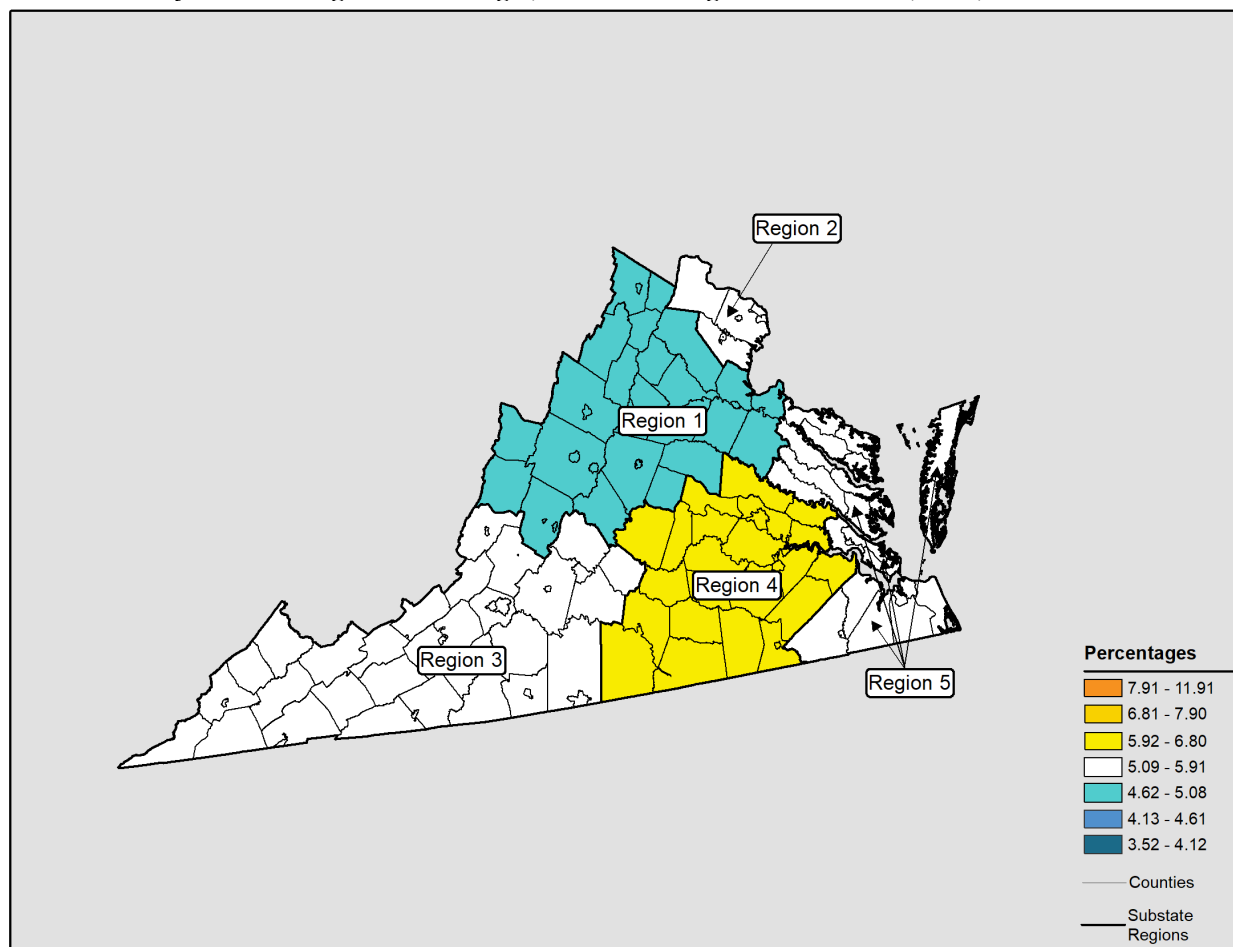 Region 2
Region 1
Region 4
Region 3
Region 5
Percentages
7.91 - 11.91
6.81 - 7.90
5.92 - 6.80
5.09 - 5.91
4.62 - 5.08
4.13 - 4.61
3.52 - 4.12
Counties
Substate
Regions